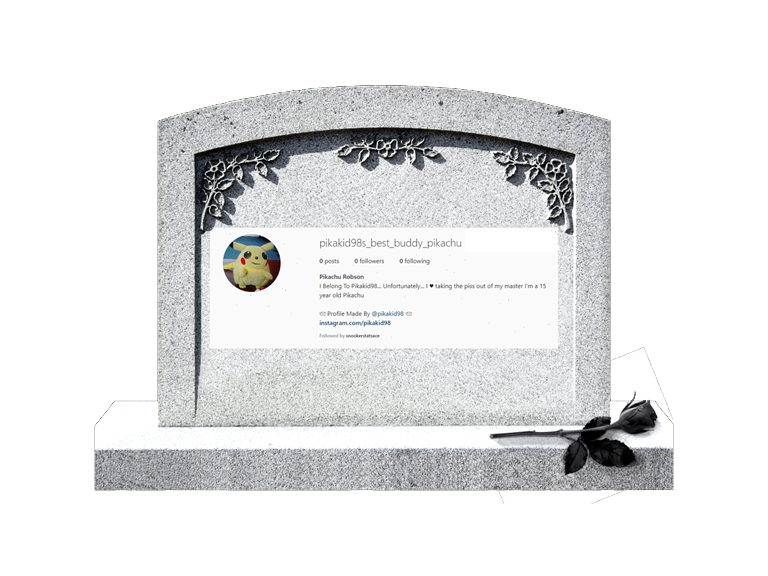 pikakid98s_best_buddy_pikachu
0 posts 0 followers 0 following
Pikachu Robson
I Belong To Pikakid98... Unfortunately... I ♥ taking the piss out of my master I'm a 15
year old Pikachu
Profile Made By @pikakid98
instagram.com/pikakid98
Followed by snookerstatsace